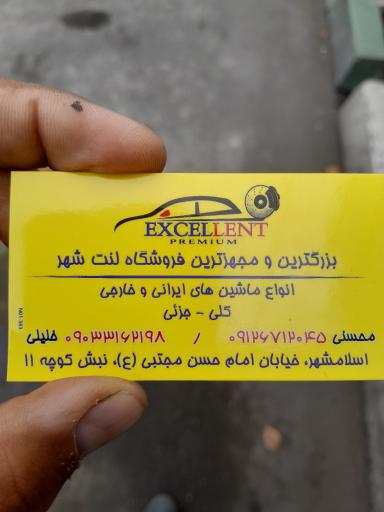 EXCELLENT
PREMIUM
بزرگترین و مجهزترین فروشگاه لنت شهر
انواع ماشین های ایرانی و خارجی
کلی - جزئی
محسنی ۰۹۱۲۶۷۱۲۰۴۵ / ۰۹۰۳۳۱۶۲۱۹۸ خلیلی
اسلامشهر، خیابان امام حسن مجتبی (ع)، نبش کوچه ۱۱